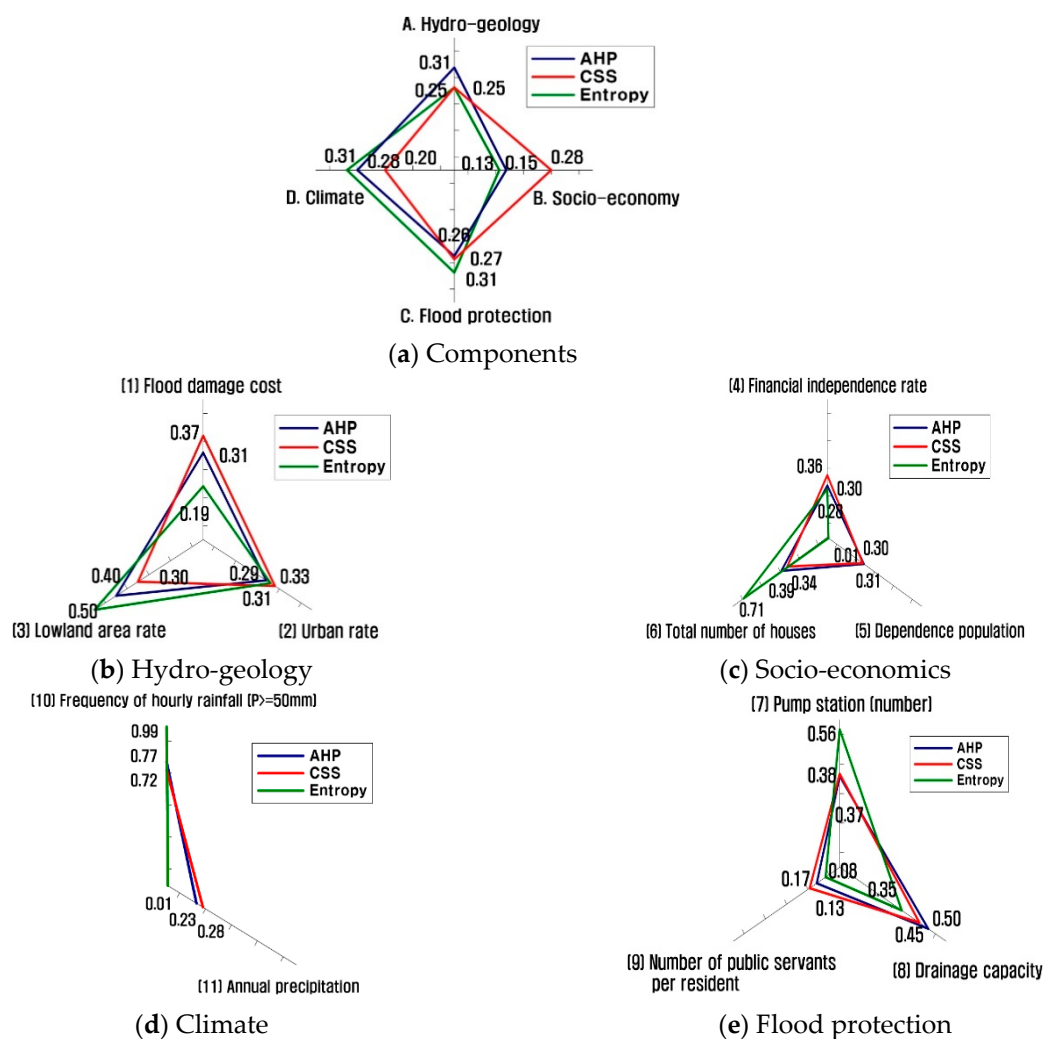 A. Hydro-geology
0.31
0.25
0.25
AHP
CSS
Entropy
0.31
0.28
0.20
0.13
0.15
0.28
D. Climate
B. Socio-economy
0.26
0.27
0.31
C. Flood protection
(a) Components
(1) Flood damage cost
0.37
0.31
0.19
AHP
CSS
Entropy
0.40
0.30
0.29
0.33
0.50
0.31
(3) Lowland area rate
(2) Urban rate
(b) Hydro-geology
(4) Financial independence rate
AHP
CSS
Entropy
0.36
0.30
0.28
0.01
0.30
0.34
0.31
0.39
0.71
(6) Total number of houses
(5) Dependence population
(c) Socio-economics
(10) Frequency of hourly rainfall (P>=50mm)
0.99
0.77
0.72
AHP
CSS
Entropy
0.01
0.23
0.28
(11) Annual precipitation
(d) Climate
(7) Pump station (number)
0.56
0.38
0.37
AHP
CSS
Entropy
0.08
0.17
0.13
0.35
0.50
0.45
(9) Number of public servants
per resident
(8) Drainage capacity
(e) Flood protection